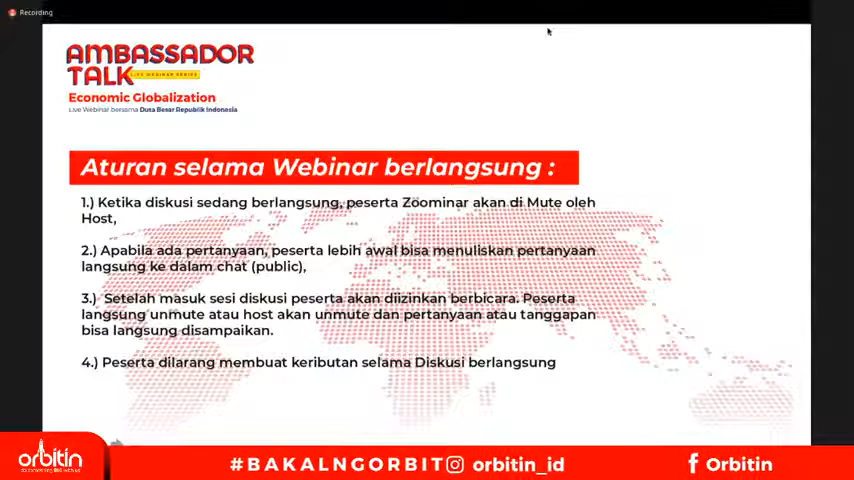 Recording
AMBASSADOR
TALK
LIVE WEBINAR SERIES
Economic Globalization
Live Webinar bersama Duta Besar Republik Indonesia
Aturan selama Webinar berlangsung :
1.) Ketika diskusi sedang berlangsung, peserta Zoominar akan di Mute oleh
Host,
2.) Apabila ada pertanyaan, peserta lebih awal bisa menuliskan pertanyaan
langsung ke dalam chat (public),
3.) Setelah masuk sesi diskusi peserta akan diizinkan berbicara. Peserta
langsung unmute atau host akan unmute dan pertanyaan atau tanggapan
bisa langsung disampaikan.
4.) Peserta dilarang membuat keributan selama Diskusi berlangsung
orbitin
#BAKALNGORBIT orbitin_id
Orbitin